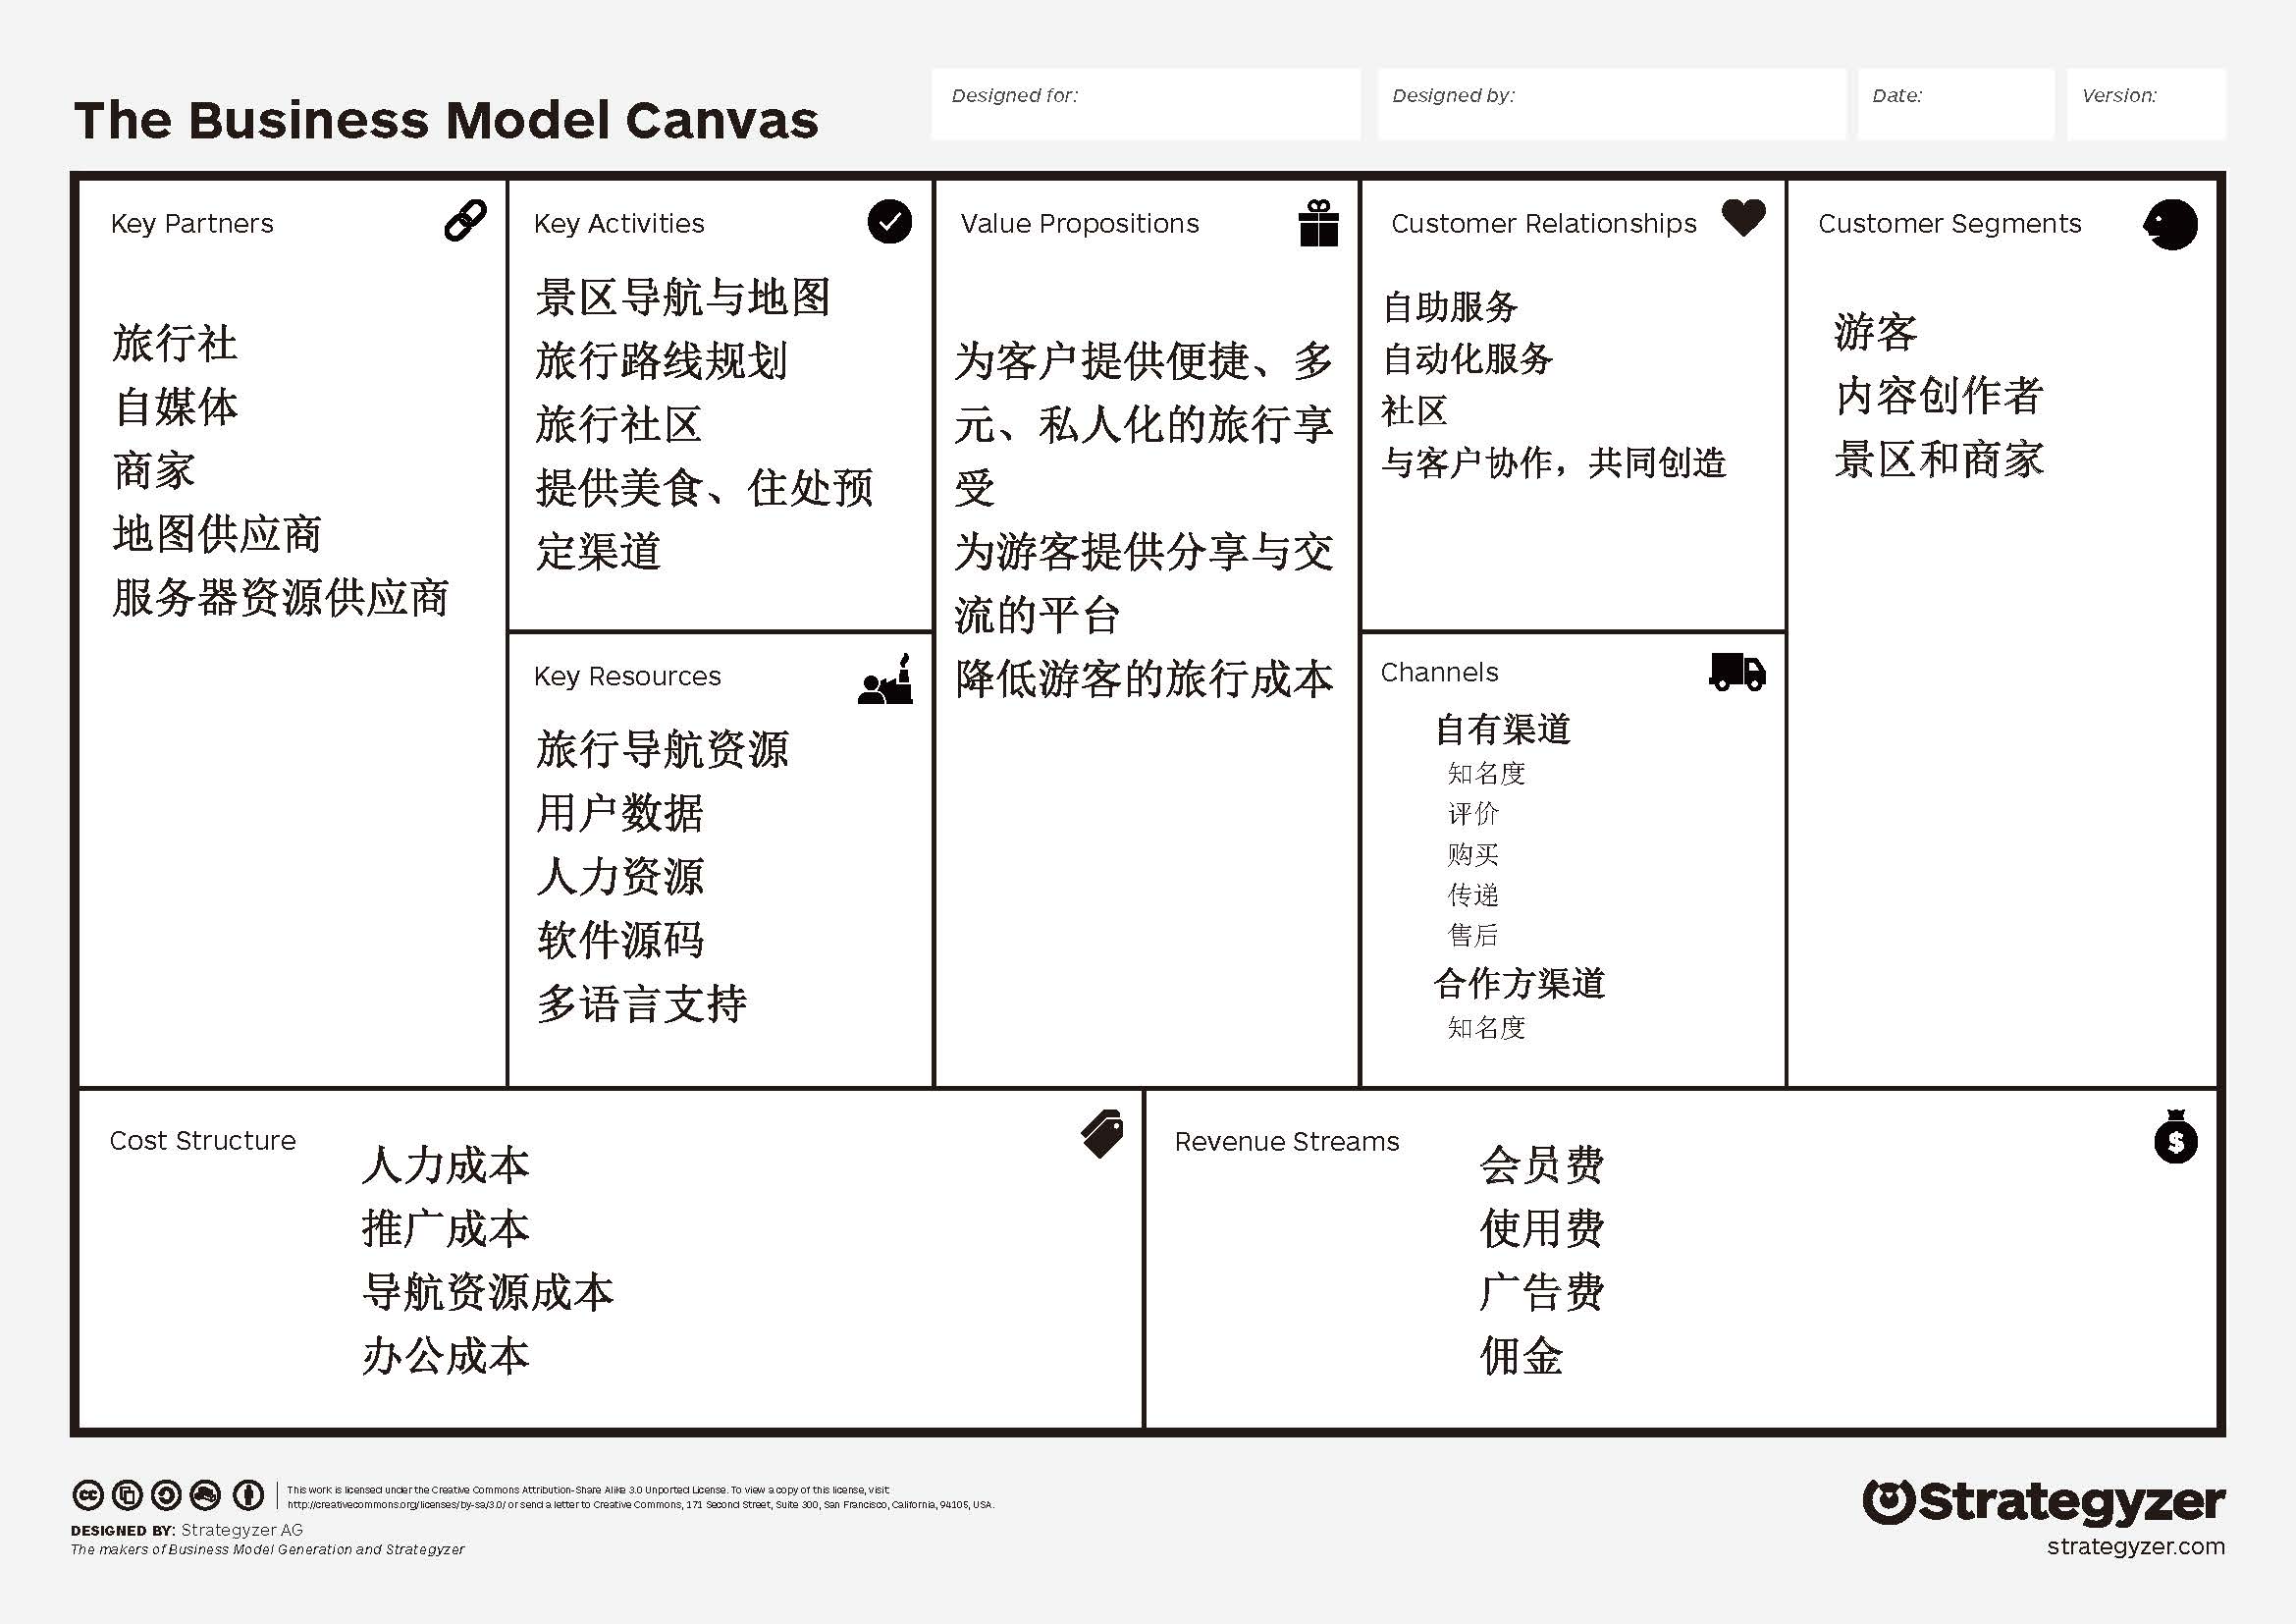 The Business Model Canvas
Designed for:
Designed by:
Date:
Version:
Key Partners
旅行社
自媒体
商家
地图供应商
服务器资源供应商
Key Activities
景区导航与地图
旅行路线规划
旅行社区
提供美食、住处预
定渠道
Key Resources
旅行导航资源
用户数据
人力资源
软件源码
多语言支持
Value Propositions
为客户提供便捷、多
元、私人化的旅行享
受
为游客提供分享与交
流的平台
降低游客的旅行成本
Customer Relationships
自助服务
自动化服务
社区
与客户协作，共同创造
Channels
自有渠道
知名度
评价
购买
传递
售后
合作方渠道
知名度
Customer Segments
游客
内容创作者
景区和商家
Cost Structure
人力成本
推广成本
导航资源成本
办公成本
Revenue Streams
$
会员费
使用费
广告费
佣金
cc
This work is licensed under the Creative Commons Attribution-Share Alike 3.0 Unported License. To view a copy of this license, visit:
http://creativecommons.org/licenses/by-sa/3.0/ or send a letter to Creative Commons, 171 Second Street, Suite 300, San Francisco, California, 94105, USA.
DESIGNED BY: Strategyzer AG
The makers of Business Model Generation and Strategyzer
Strategyzer
strategyzer.com